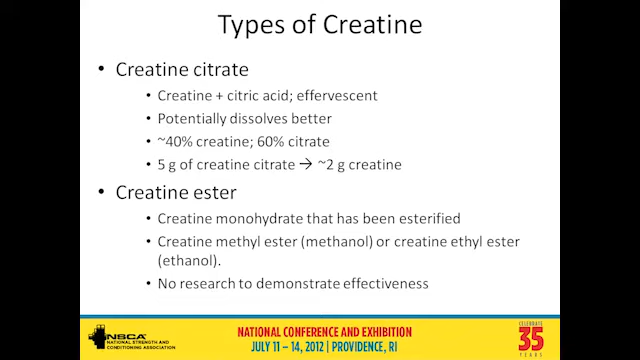 Types of Creatine
• Creatine citrate
• Creatine + citric acid; effervescent
• Potentially dissolves better
• ~40% creatine; 60% citrate
• 5 g of creatine citrate → ~2 g creatine
• Creatine ester
• Creatine monohydrate that has been esterified
• Creatine methyl ester (methanol) or creatine ethyl ester
(ethanol).
• No research to demonstrate effectiveness
NSCA
NATIONAL STRENGTH AND
CONDITIONING ASSOCIATION
NATIONAL CONFERENCE AND EXHIBITION
JULY 11 – 14, 2012 | PROVIDENCE, RI
CELEBRATE
35
YEARS